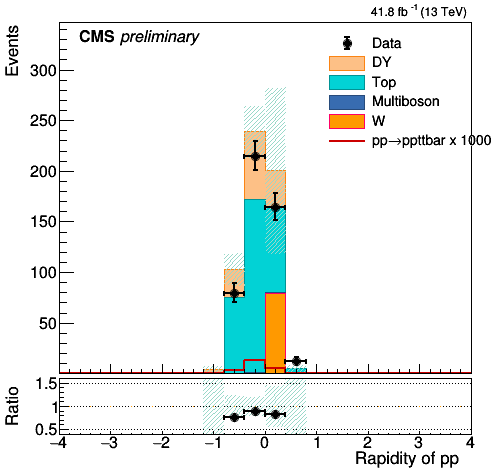 41.8 fb⁻¹ (13 TeV)
CMS preliminary
Events
Data
DY
Top
Multiboson
W
pp→ppttbar x 1000
300
250
200
150
100
50
Ratio
1.5
1
0.5
−4 −3 −2 −1 0 1 2 3 4
Rapidity of pp